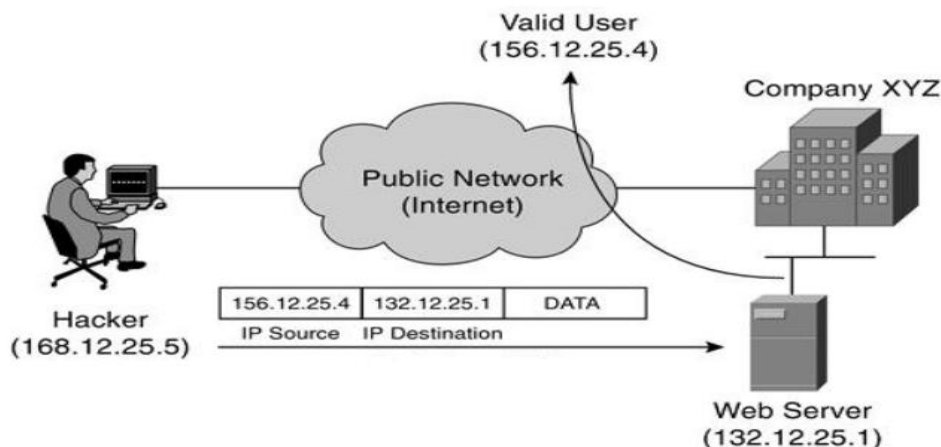 Valid User
(156.12.25.4)
Company XYZ
Public Network
(Internet)
156.12.25.4 132.12.25.1 DATA
IP Source IP Destination
Hacker
(168.12.25.5)
Web Server
(132.12.25.1)